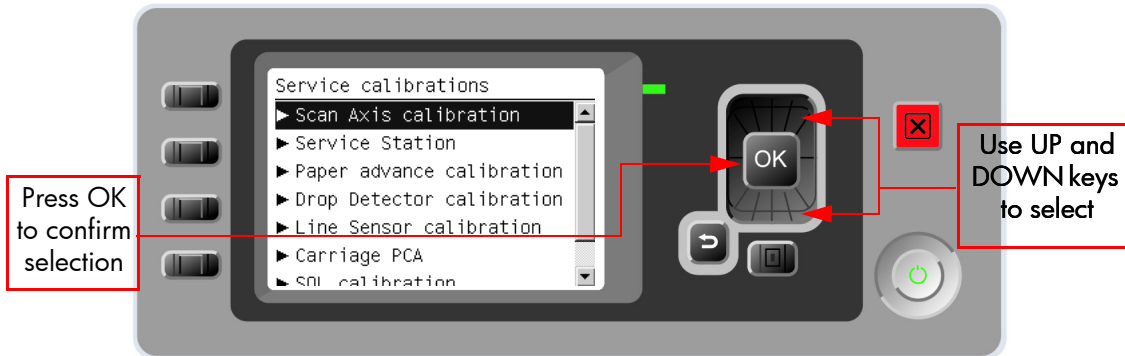 Service calibrations
Scan Axis calibration
Service Station
Paper advance calibration
Drop Detector calibration
Line Sensor calibration
Carriage PCA
SOL calibration
OK
Press OK
to confirm
selection
Use UP and
DOWN keys
to select